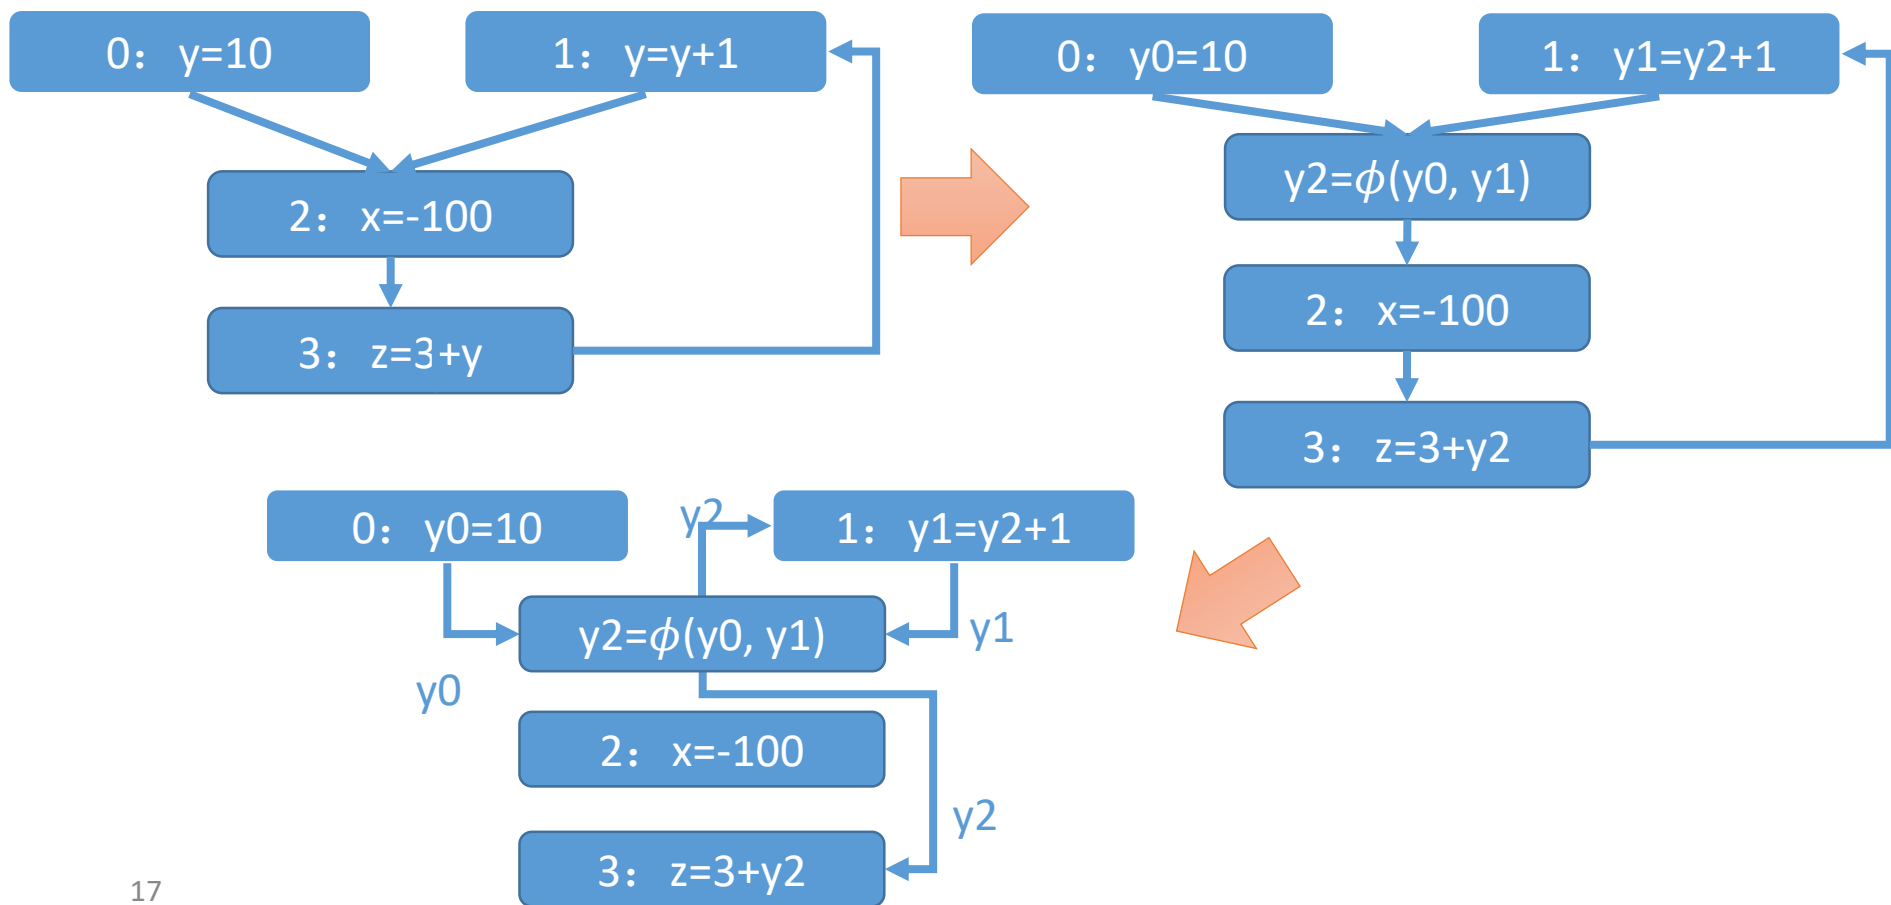 0： y=10
1： y=y+1
2： x=-100
3： z=3+y
0： y0=10
1： y1=y2+1
y2=ϕ(y0, y1)
2： x=-100
3： z=3+y2
0： y0=10
y2
1： y1=y2+1
y2=ϕ(y0, y1)
y1
y0
2： x=-100
y2
3： z=3+y2
17